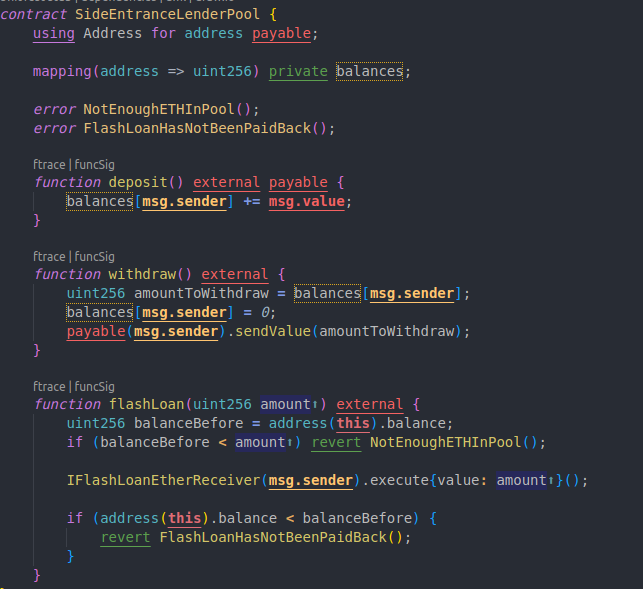 contract SideEntranceLenderPool {
using Address for address payable;
mapping(address => uint256) private balances;
error NotEnoughETHInPool();
error FlashLoanHasNotBeenPaidBack();
ftrace | funcSig
function deposit() external payable {
balances[msg.sender] += msg.value;
}
ftrace | funcSig
function withdraw() external {
uint256 amountToWithdraw = balances[msg.sender];
balances[msg.sender] = 0;
payable(msg.sender).sendValue(amountToWithdraw);
}
ftrace | funcSig
function flashLoan(uint256 amount↑) external {
uint256 balanceBefore = address(this).balance;
if (balanceBefore < amount↑) revert NotEnoughETHInPool();
IFlashLoanEtherReceiver(msg.sender).execute{value: amount↑}();
if (address(this).balance < balanceBefore) {
revert FlashLoanHasNotBeenPaidBack();
}
}